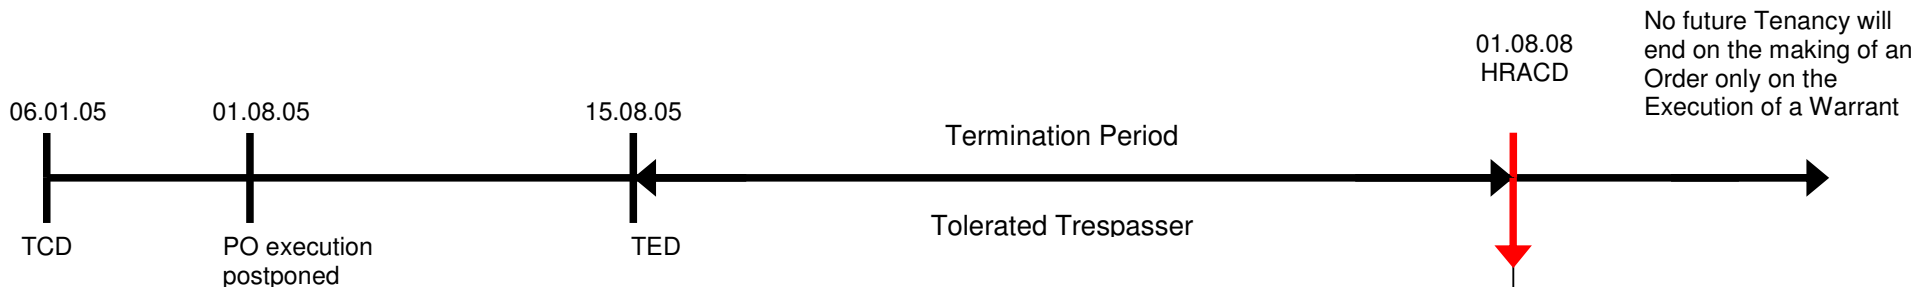 No future Tenancy will
end on the making of an
Order only on the
Execution of a Warrant
01.08.08
HRACD
06.01.05
01.08.05
15.08.05
Termination Period
Tolerated Trespasser
TCD
PO execution
postponed
TED